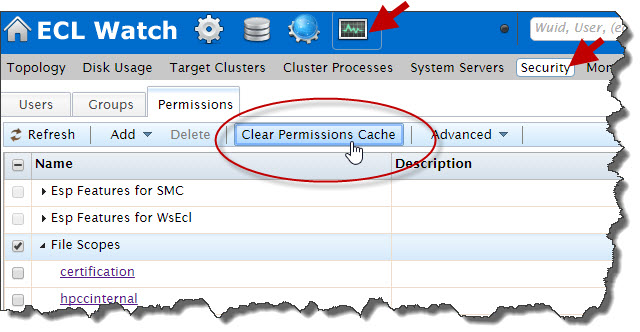 ECL Watch Wuid, User, (e
Topology Disk Usage Target Clusters Cluster Processes System Servers Security Mo
Users Groups Permissions
Refresh Add Delete Clear Permissions Cache Advanced
Name Description
Esp Features for SMC
Esp Features for WsEcl
File Scopes
certification
hpccinternal